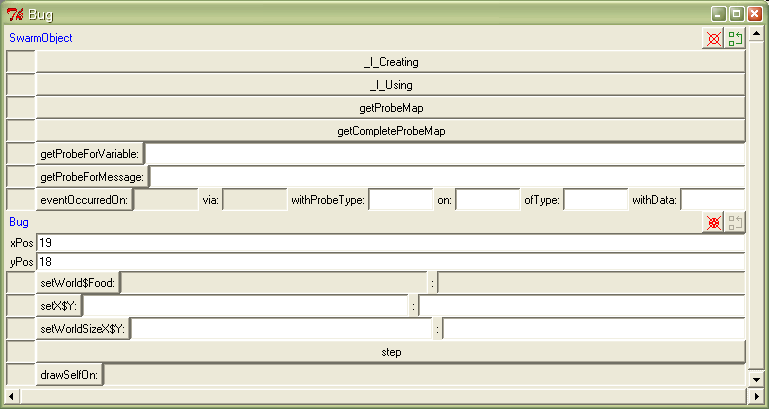 Bug
SwarmObject
_I_Creating
_I_Using
getProbeMap
getCompleteProbeMap
getProbeForVariable:
getProbeForMessage:
eventOccurredOn: via: withProbeType: on: ofType: withData:
Bug
xPos 19
yPos 18
setWorld$Food: :
setX$Y: :
setWorldSizeX$Y: :
step
drawSelfOn: